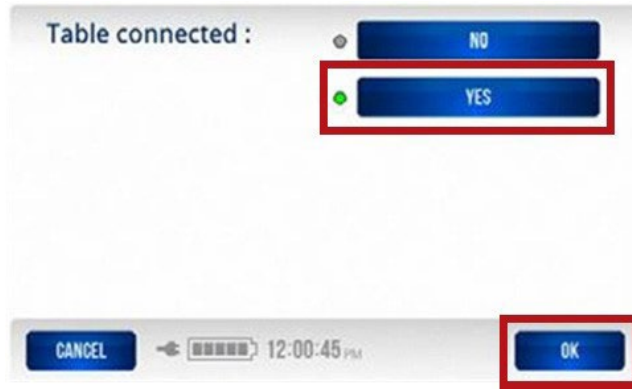 Table connected :
NO
YES
CANCEL 12:00:45 PM OK